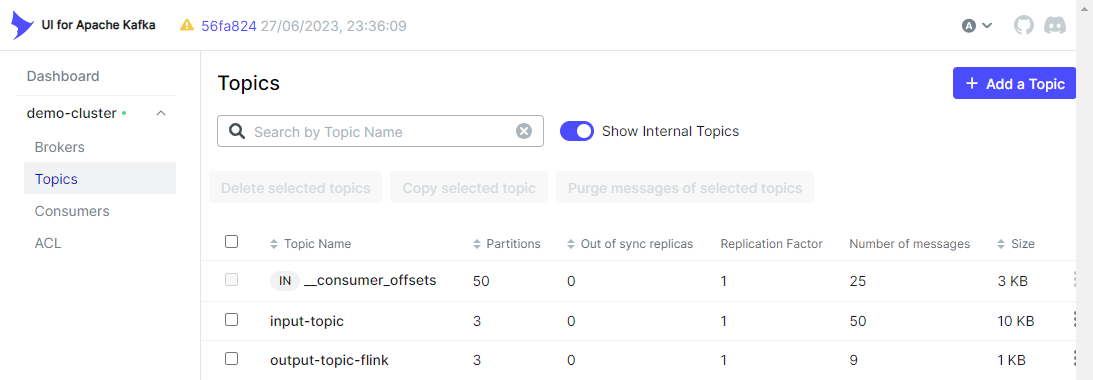 UI for Apache Kafka 56fa824 27/06/2023, 23:36:09 A
Dashboard
demo-cluster
Brokers
Topics
Consumers
ACL
Topics
+ Add a Topic
Search by Topic Name Show Internal Topics
Delete selected topics Copy selected topic Purge messages of selected topics
Topic Name Partitions Out of sync replicas Replication Factor Number of messages Size
IN __consumer_offsets 50 0 1 25 3 KB
input-topic 3 0 1 50 10 KB
output-topic-flink 3 0 1 9 1 KB